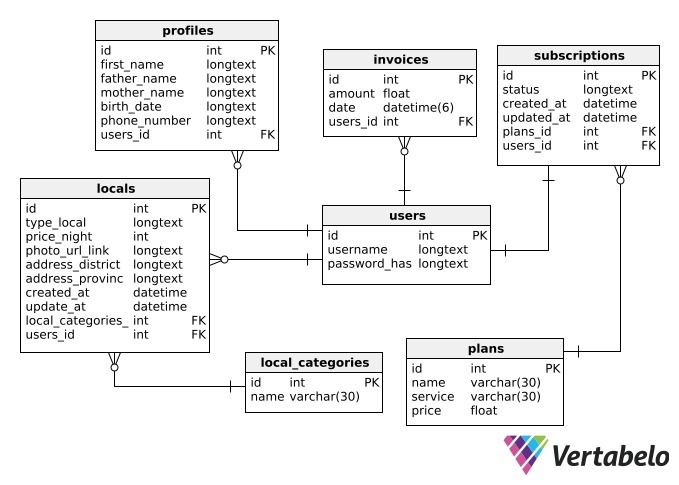 profiles
id int PK
first_name longtext
father_name longtext
mother_name longtext
birth_date longtext
phone_number longtext
users_id int FK
invoices
id int PK
amount float
date datetime(6)
users_id int FK
subscriptions
id int PK
status longtext
created_at datetime
updated_at datetime
plans_id int FK
users_id int FK
locals
id int PK
type_local longtext
price_night int
photo_url_link longtext
address_district longtext
address_provinc longtext
created_at datetime
update_at datetime
local_categories_ int FK
users_id int FK
users
id int PK
username longtext
password_has longtext
local_categories
id int PK
name varchar(30)
plans
id int PK
name varchar(30)
service varchar(30)
price float
Vertabelo